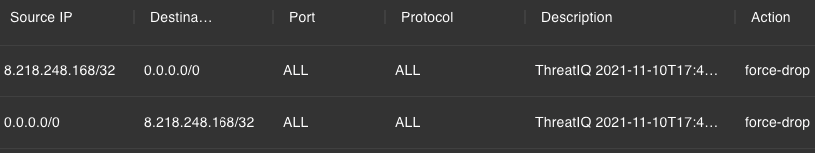 Source IP Destina... Port Protocol Description Action
8.218.248.168/32 0.0.0.0/0 ALL ALL ThreatIQ 2021-11-10T17:4... force-drop
0.0.0.0/0 8.218.248.168/32 ALL ALL ThreatIQ 2021-11-10T17:4... force-drop